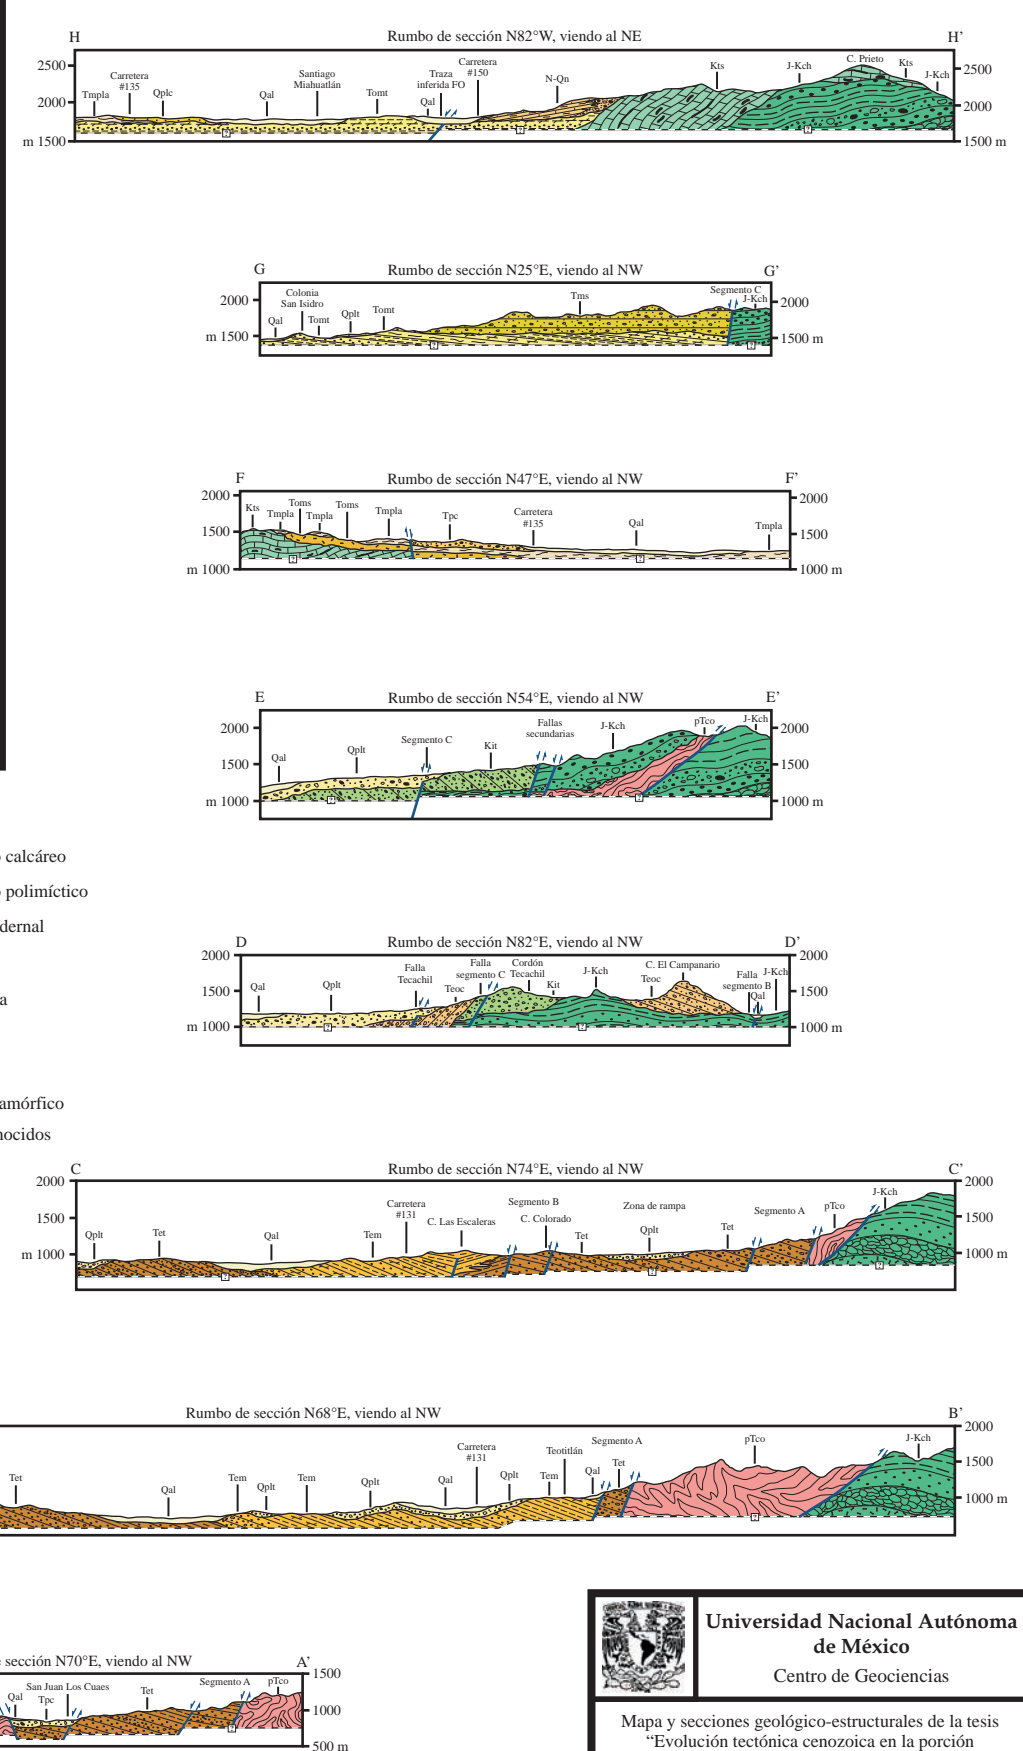 H Rumbo de sección N82°W, viendo al NE H’
2500 2500
2000 2000
m 1500 1500 m
Tmpla
Carretera
#135
Qplc
Qal
Santiago
Miahuatlán
Tomt
Qal
Traza
inferida FO
Carretera
#150
N-Qn
Kts
J-Kch
C. Prieto
Kts
J-Kch
G Rumbo de sección N25°E, viendo al NW G’
2000 2000
m 1500 1500 m
Qal
Colonia
San Isidro
Tomt
Qplt
Tomt
Tms
Segmento C
J-Kch
F Rumbo de sección N47°E, viendo al NW F’
2000 2000
1500 1500
m 1000 1000 m
Kts
Tmpla
Toms
Tmpla
Toms
Tmpla
Tpc
Carretera
#135
Qal
Tmpla
E Rumbo de sección N54°E, viendo al NW E’
2000 2000
1500 1500
m 1000 1000 m
Qal
Qplt
Segmento C
Kit
Fallas
secundarias
J-Kch
pTco
J-Kch
calcáreo
polimíctico
dernal
a
amórfico
nocidos
D Rumbo de sección N82°E, viendo al NW D’
2000 2000
1500 1500
m 1000 1000 m
Qal
Qplt
Falla
Tecachil
Teoc
Falla
segmento C
Cordón
Tecachil
Kit
J-Kch
Teoc
C. El Campanario
Falla
segmento B
Qal
J-Kch
C Rumbo de sección N74°E, viendo al NW C’
2000 2000
1500 1500
m 1000 1000 m
Qplt
Tet
Qal
Tem
Carretera
#131
C. Las Escaleras
Segmento B
C. Colorado
Tet
Zona de rampa
Qplt
Tet
Segmento A
pTco
J-Kch
Rumbo de sección N68°E, viendo al NW B’
2000
1500
1000 m
Tet
Qal
Tem
Qplt
Tem
Qplt
Qal
Carretera
#131
Qplt
Tem
Teotitlán
Qal
Segmento A
Tet
pTco
J-Kch
sección N70°E, viendo al NW A’
1500
1000
500 m
Qal
Tpc
San Juan Los Cuaes
Tet
Segmento A
pTco
Universidad Nacional Autónoma
de México
Centro de Geociencias
Mapa y secciones geológico-estructurales de la tesis
“Evolución tectónica cenozoica en la porción